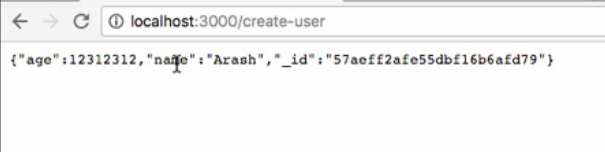 localhost:3000/create-user
{"age":12312312,"name":"Arash","_id":"57aeff2afe55dbf16b6afd79"}